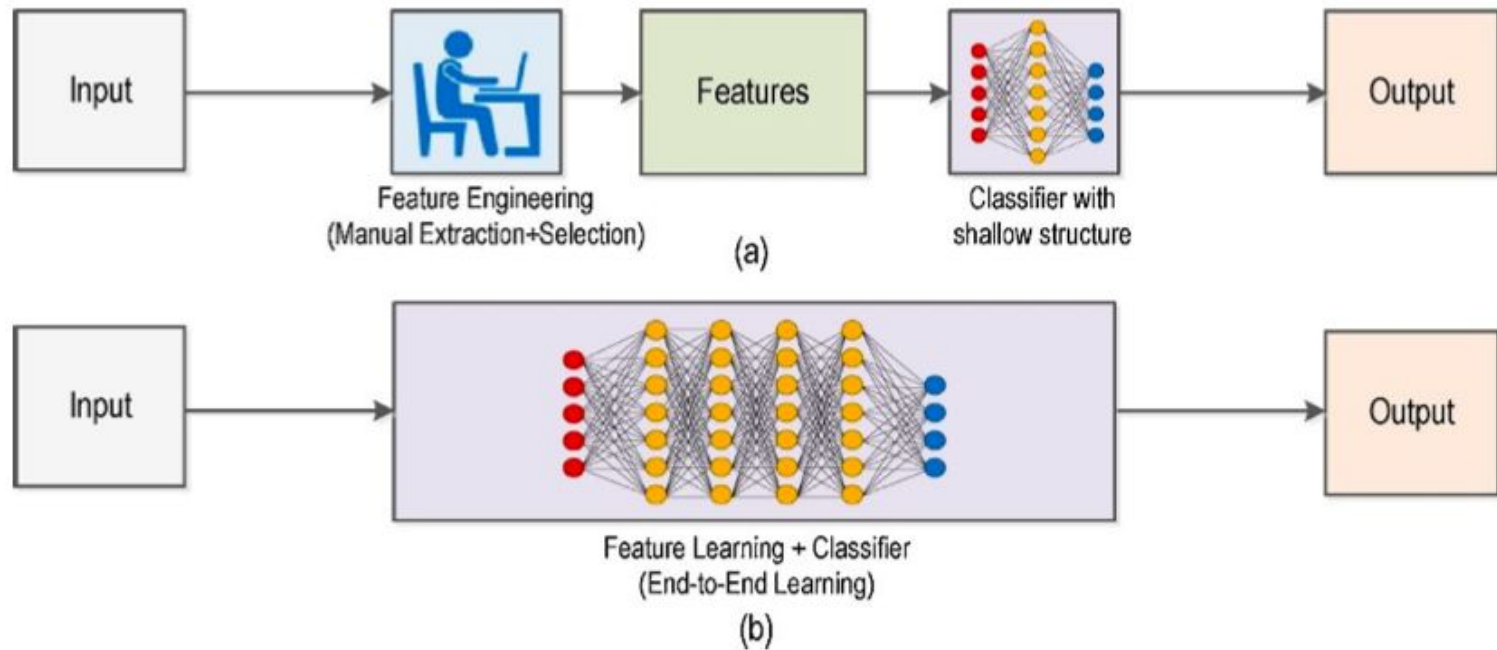 Input
Features
Output
Feature Engineering
(Manual Extraction+Selection)
Classifier with
shallow structure
(a)
Input
Output
Feature Learning + Classifier
(End-to-End Learning)
(b)